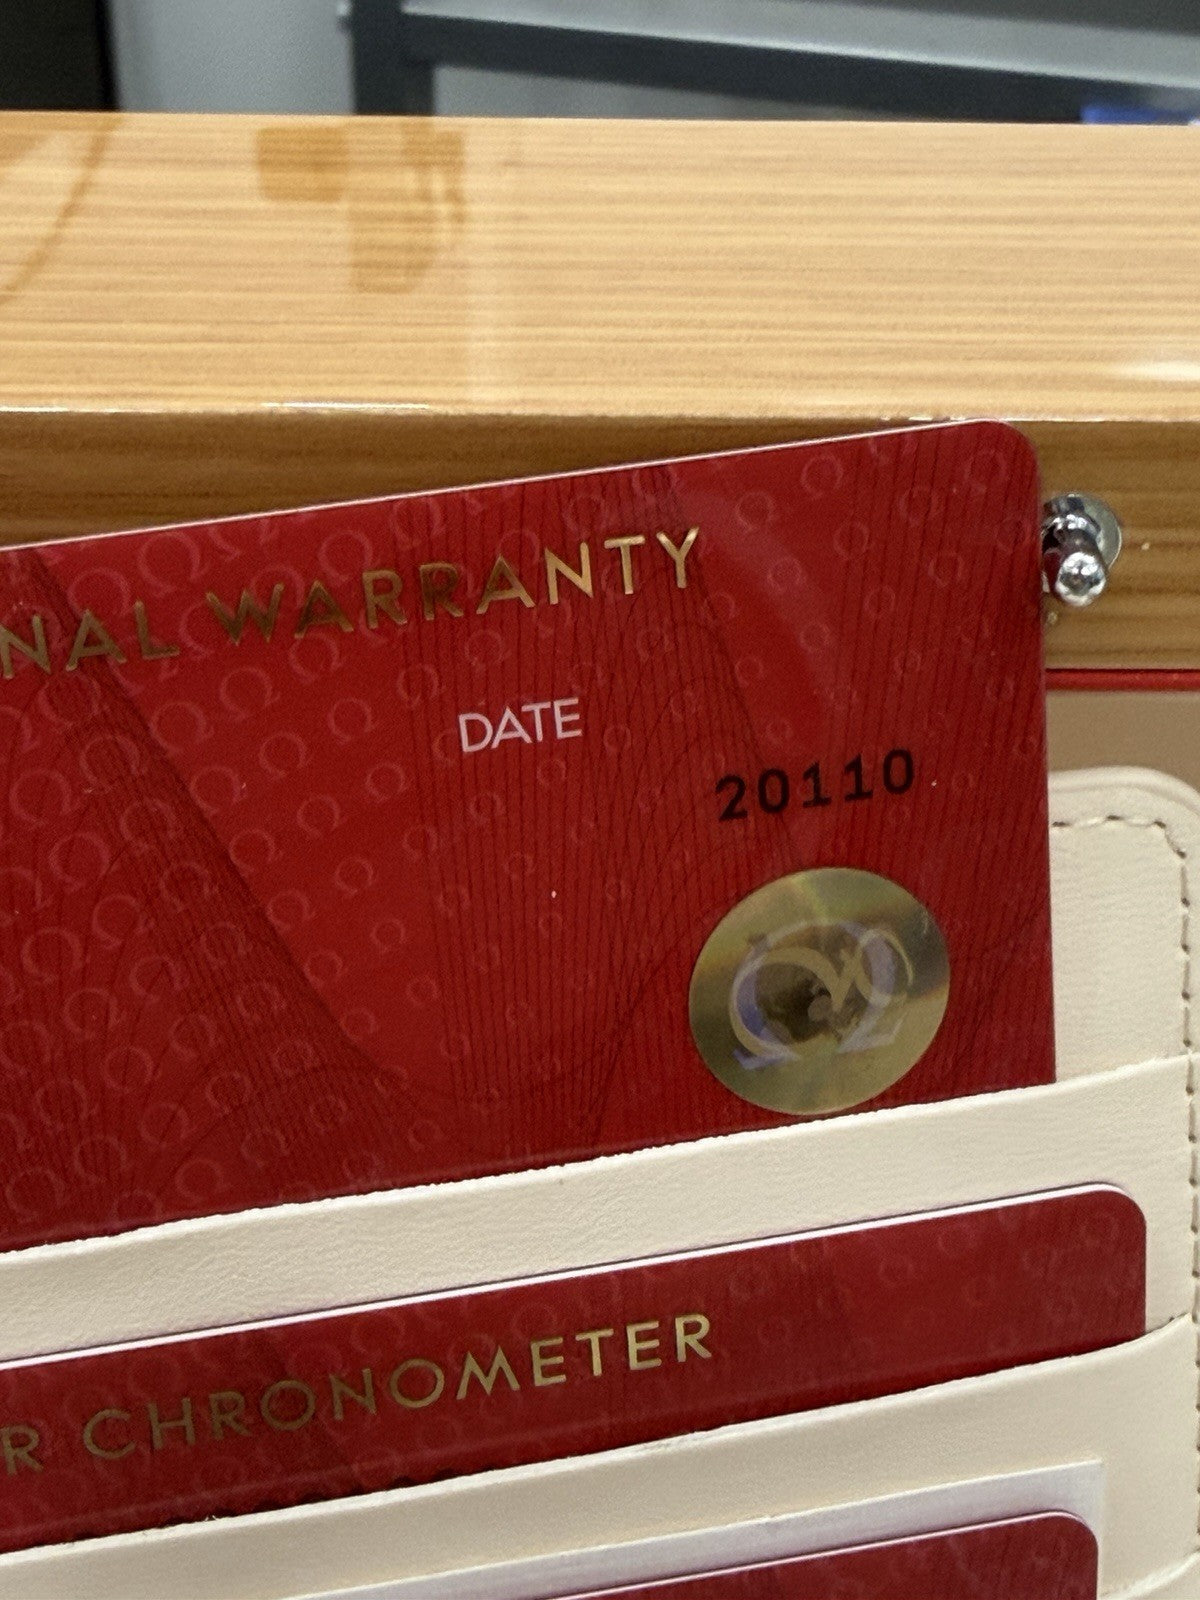 NAL WARRANTY
DATE
20110
R CHRONOMETER